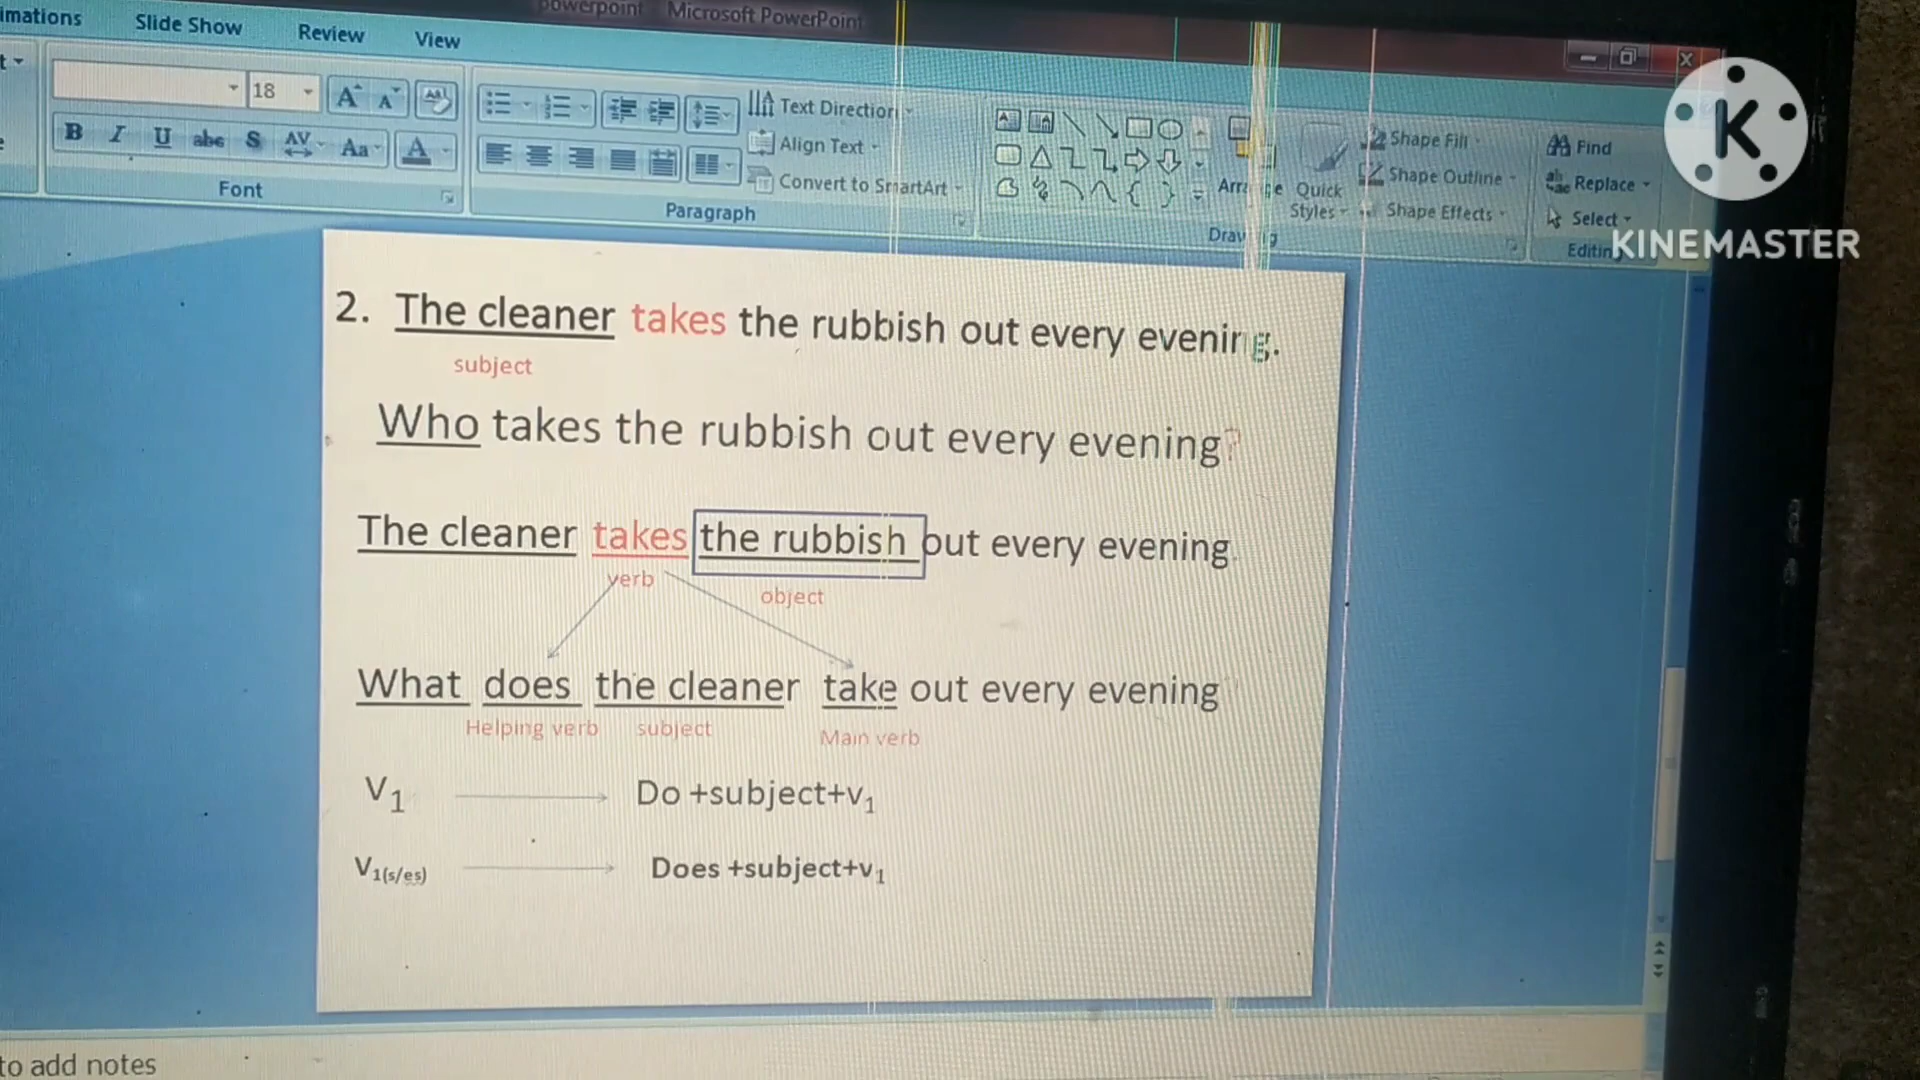 powerpoint Microsoft PowerPoint
Slide Show Review View
18
Text Direction
Align Text
Convert to SmartArt
Quick Styles
Shape Fill
Shape Outline
Shape Effects
Find
Replace
Select
Font
Paragraph
K
KINEMASTER
2. The cleaner takes the rubbish out every evening.
subject
Who takes the rubbish out every evening?
The cleaner takes the rubbish out every evening
verb
object
What does the cleaner take out every evening
Helping verb subject Main verb
V1 Do +subject+v1
V1(s/es) Does +subject+v1
to add notes